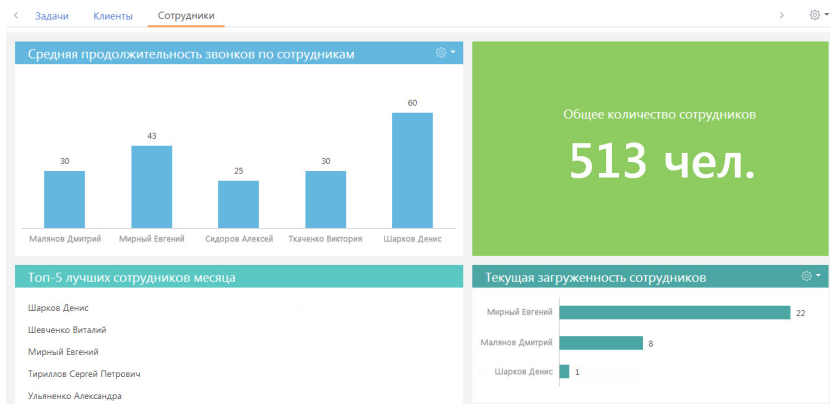 Задачи Клиенты Сотрудники
Средняя продолжительность звонков по сотрудникам
60
43
30
30
25
Малянов Дмитрий Мирный Евгений Сидоров Алексей Ткаченко Виктория Шарков Денис
Общее количество сотрудников
513 чел.
Топ-5 лучших сотрудников месяца
Шарков Денис
Шевченко Виталий
Мирный Евгений
Тириллов Сергей Петрович
Ульяненко Александра
Текущая загруженность сотрудников
Мирный Евгений 22
Малянов Дмитрий 8
Шарков Денис 1